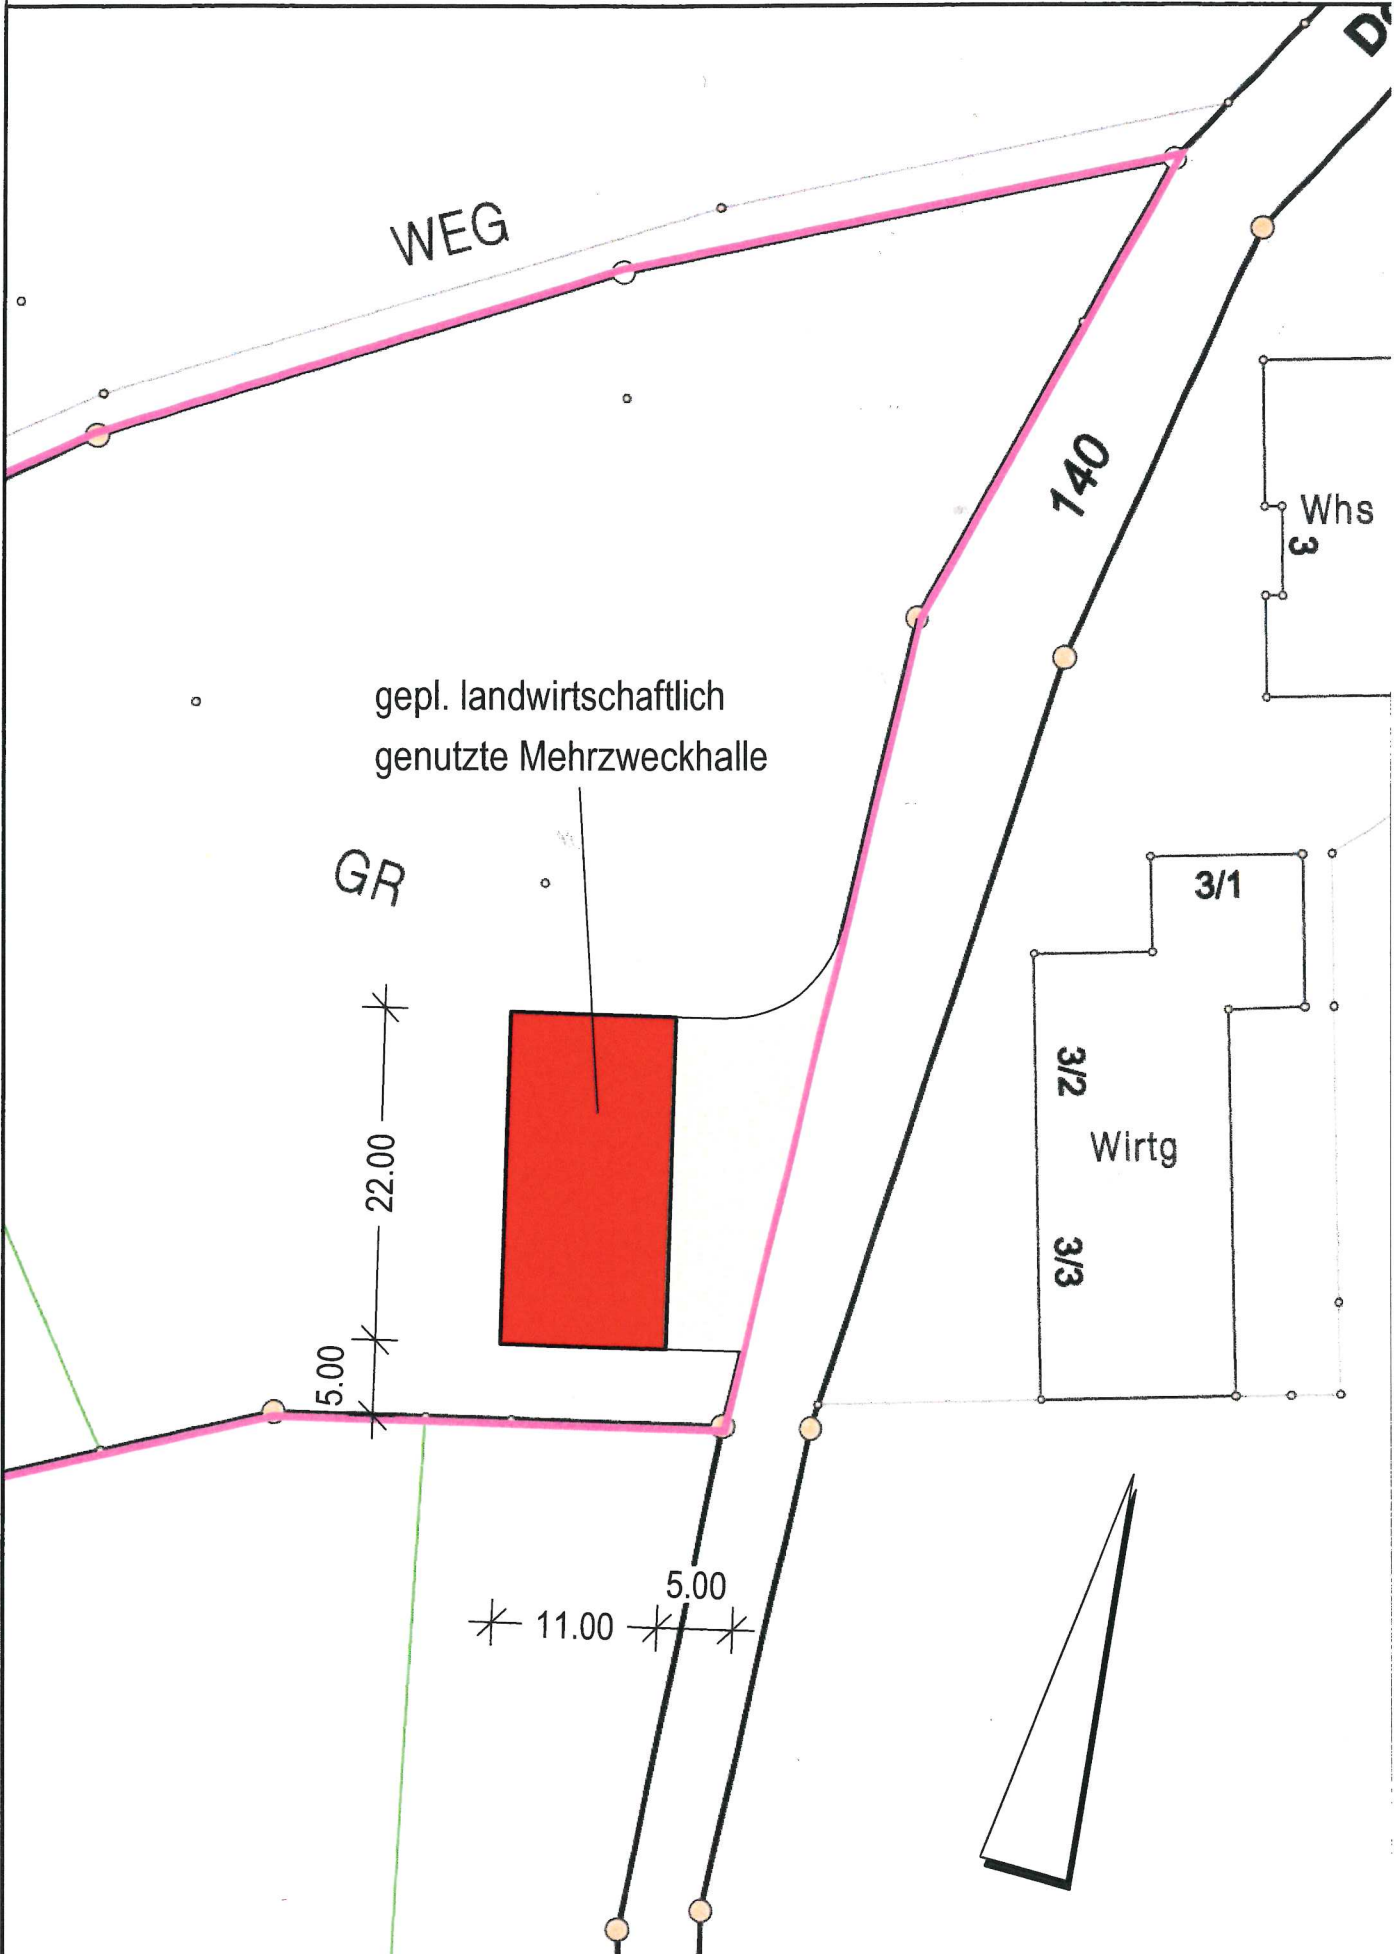 WEG
140
Whs
3
gepl. landwirtschaftlich
genutzte Mehrzweckhalle
GR
3/1
3/2
Wirtg
3/3
22.00
5.00
5.00
11.00